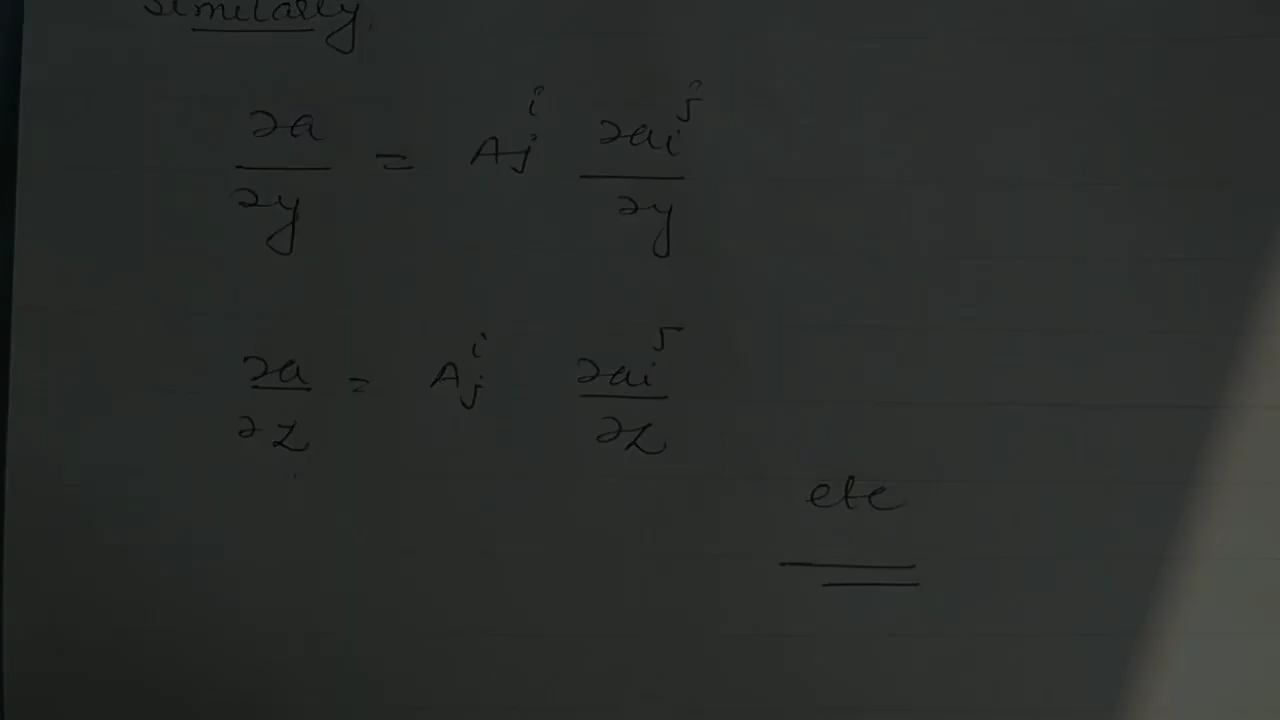 Similarly,
∂a/∂y = A_j^i ∂a_i^j/∂y
∂a/∂z = A_j^i ∂a_i^j/∂z
etc